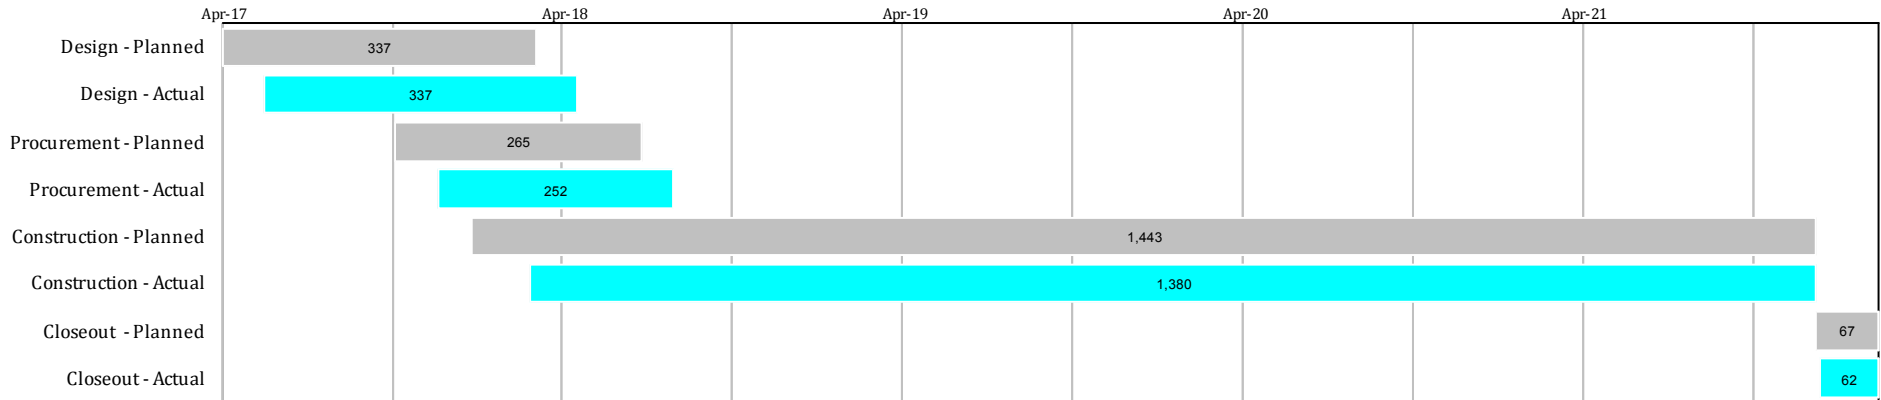 Apr-17 Apr-18 Apr-19 Apr-20 Apr-21
Design - Planned 337
Design - Actual 337
Procurement - Planned 265
Procurement - Actual 252
Construction - Planned 1,443
Construction - Actual 1,380
Closeout - Planned 67
Closeout - Actual 62